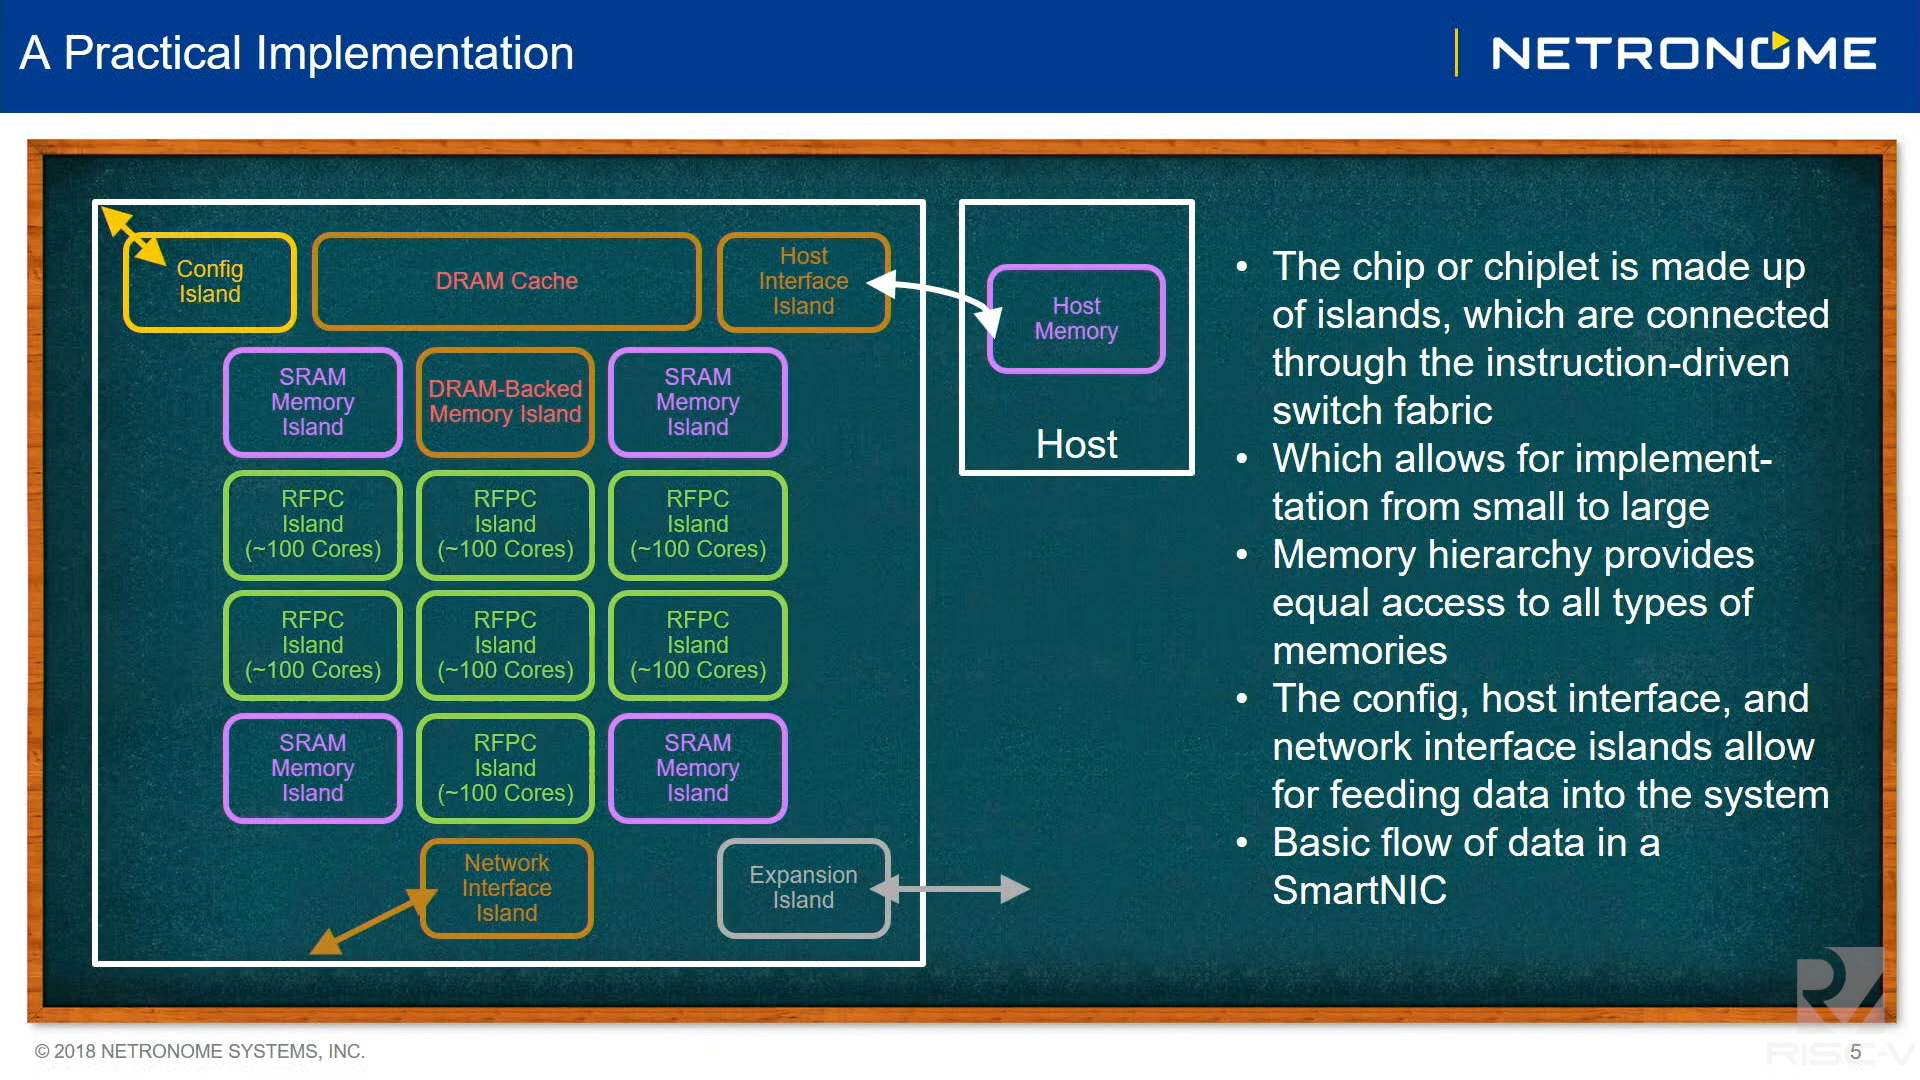 A Practical Implementation
NETRONOME
Config
Island
DRAM Cache
Host
Interface
Island
SRAM
Memory
Island
DRAM-Backed
Memory Island
SRAM
Memory
Island
RFPC
Island
(~100 Cores)
RFPC
Island
(~100 Cores)
RFPC
Island
(~100 Cores)
RFPC
Island
(~100 Cores)
RFPC
Island
(~100 Cores)
RFPC
Island
(~100 Cores)
SRAM
Memory
Island
RFPC
Island
(~100 Cores)
SRAM
Memory
Island
Network
Interface
Island
Expansion
Island
Host
Memory
Host
• The chip or chiplet is made up
of islands, which are connected
through the instruction-driven
switch fabric
• Which allows for implement-
tation from small to large
• Memory hierarchy provides
equal access to all types of
memories
• The config, host interface, and
network interface islands allow
for feeding data into the system
• Basic flow of data in a
SmartNIC
© 2018 NETRONOME SYSTEMS, INC.
5
RISC-V